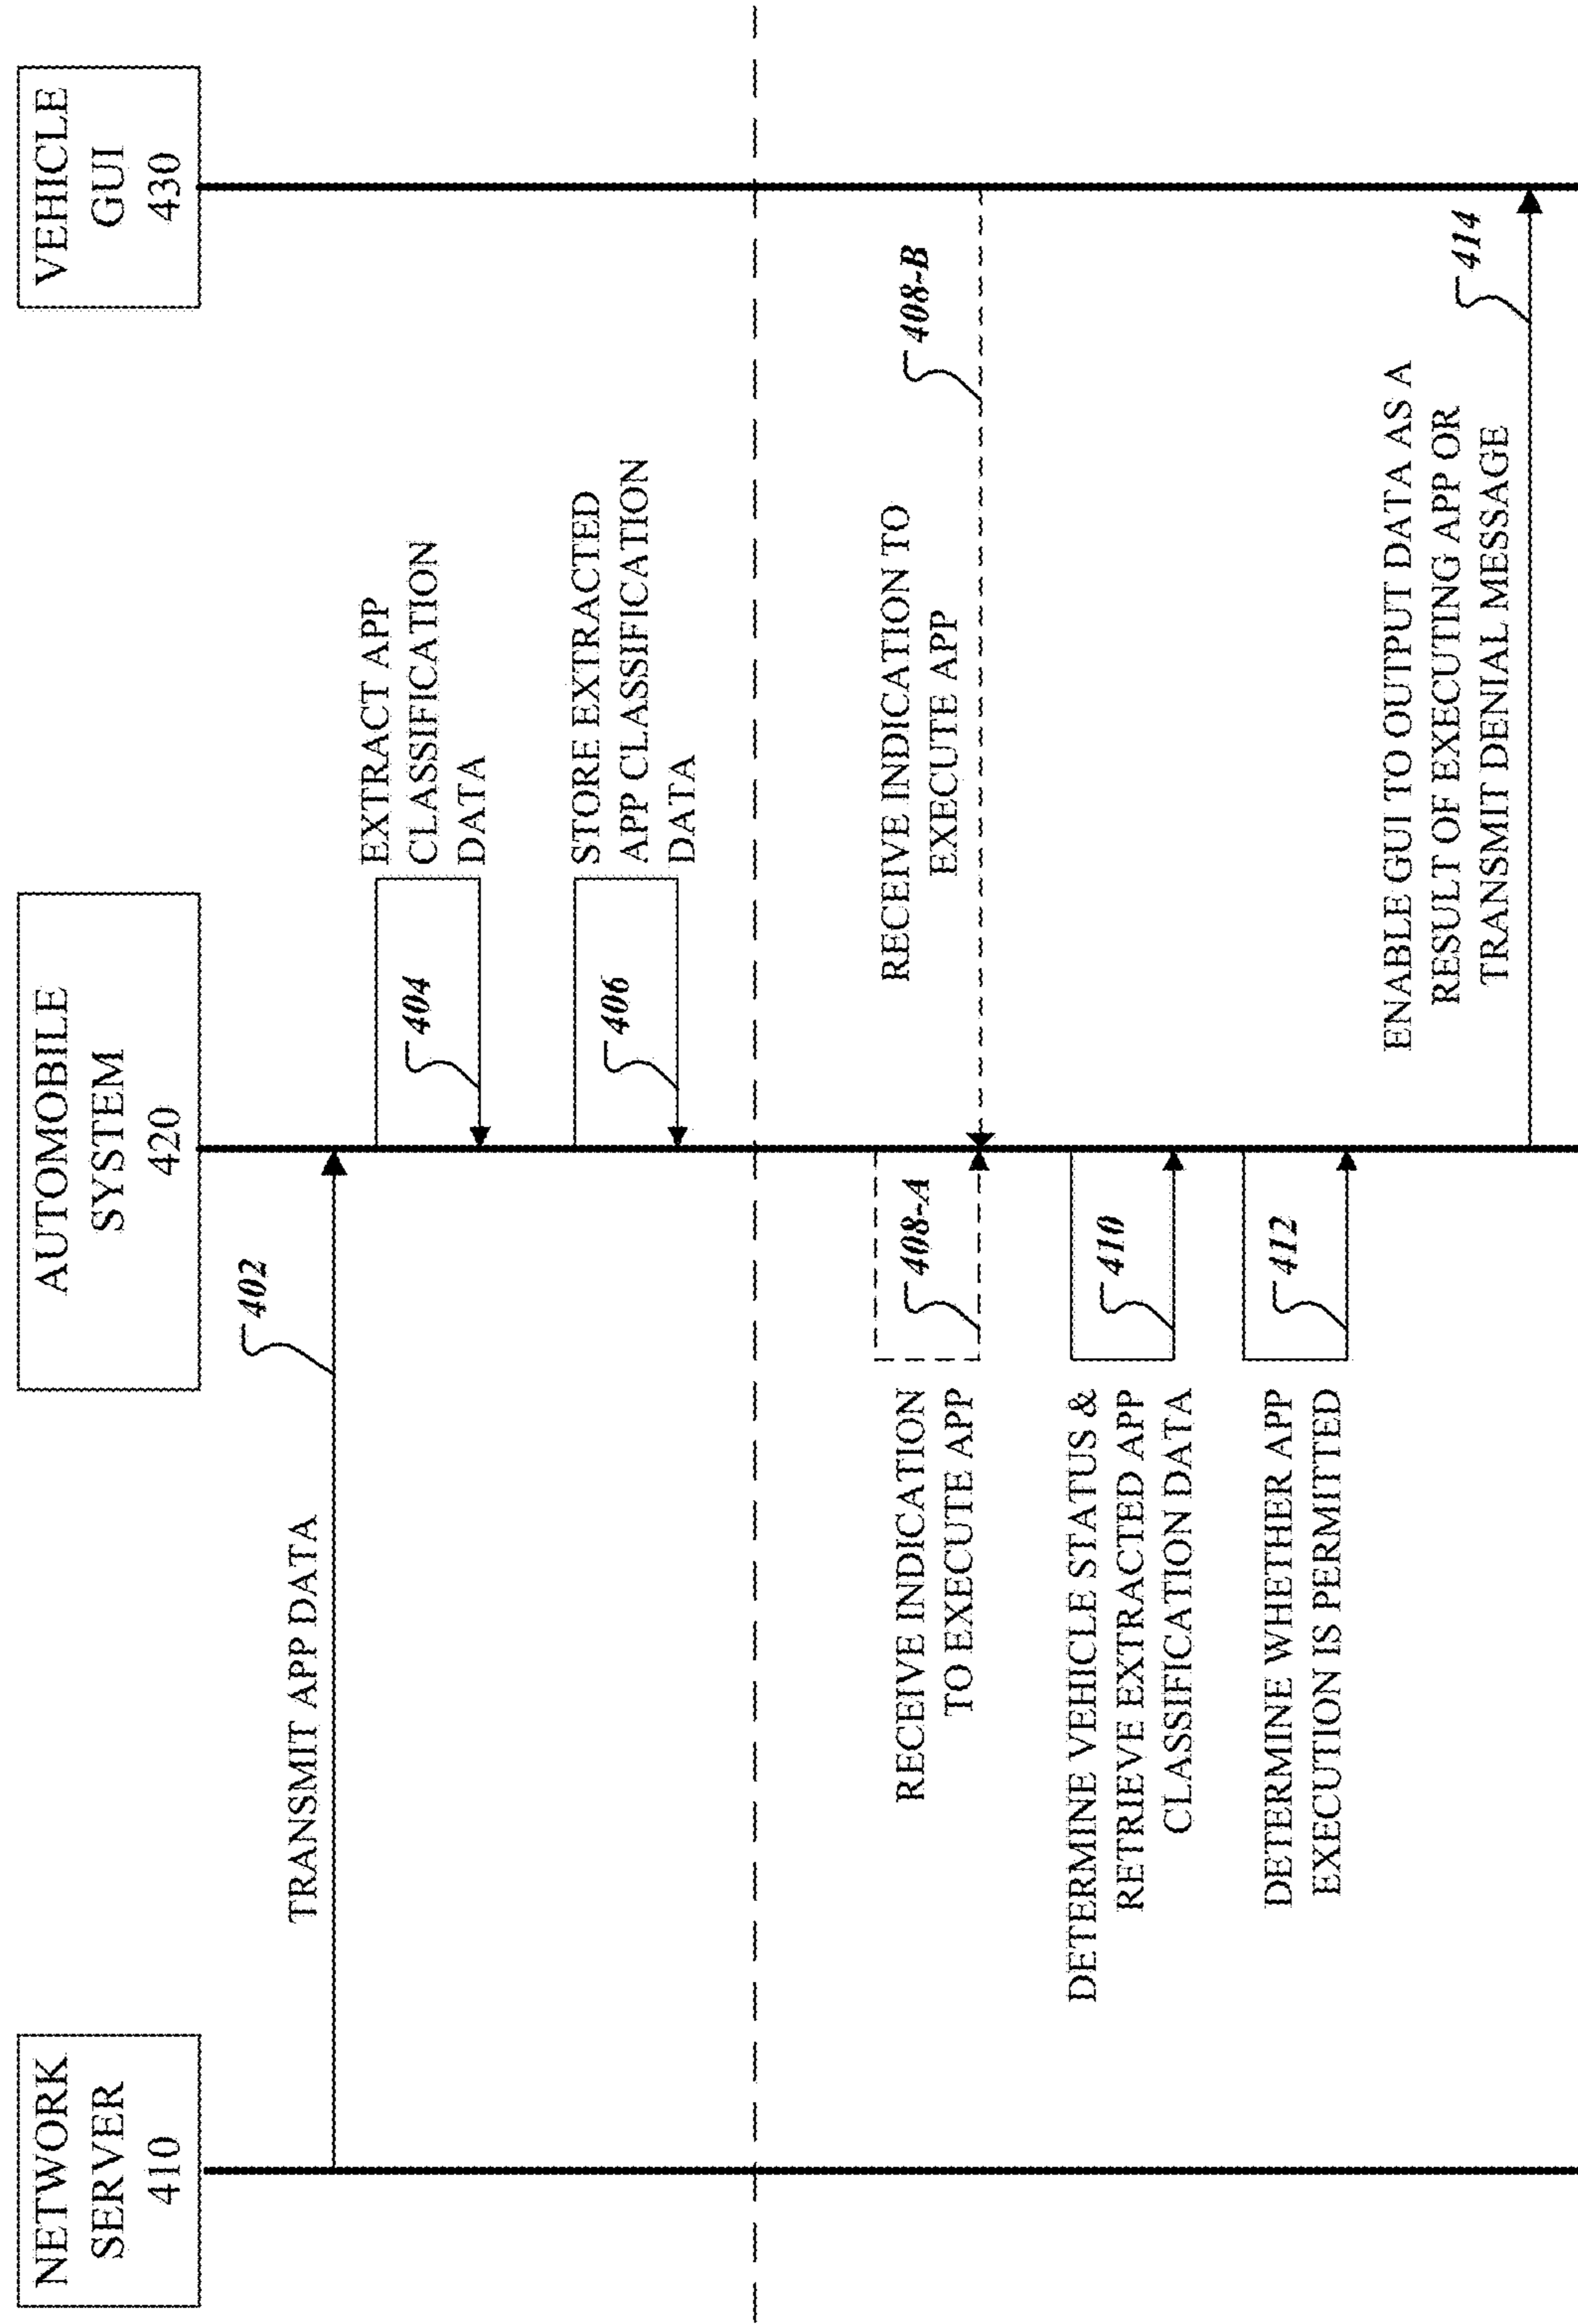 NETWORK
SERVER
410
AUTOMOBILE
SYSTEM
420
VEHICLE
GUI
430
402
TRANSMIT APP DATA
EXTRACT APP
CLASSIFICATION
DATA
404
STORE EXTRACTED
APP CLASSIFICATION
DATA
406
RECEIVE INDICATION
TO EXECUTE APP
408-A
RECEIVE INDICATION TO
EXECUTE APP
408-B
DETERMINE VEHICLE STATUS &
RETRIEVE EXTRACTED APP
CLASSIFICATION DATA
410
DETERMINE WHETHER APP
EXECUTION IS PERMITTED
412
ENABLE GUI TO OUTPUT DATA AS A
RESULT OF EXECUTING APP OR
TRANSMIT DENIAL MESSAGE
414